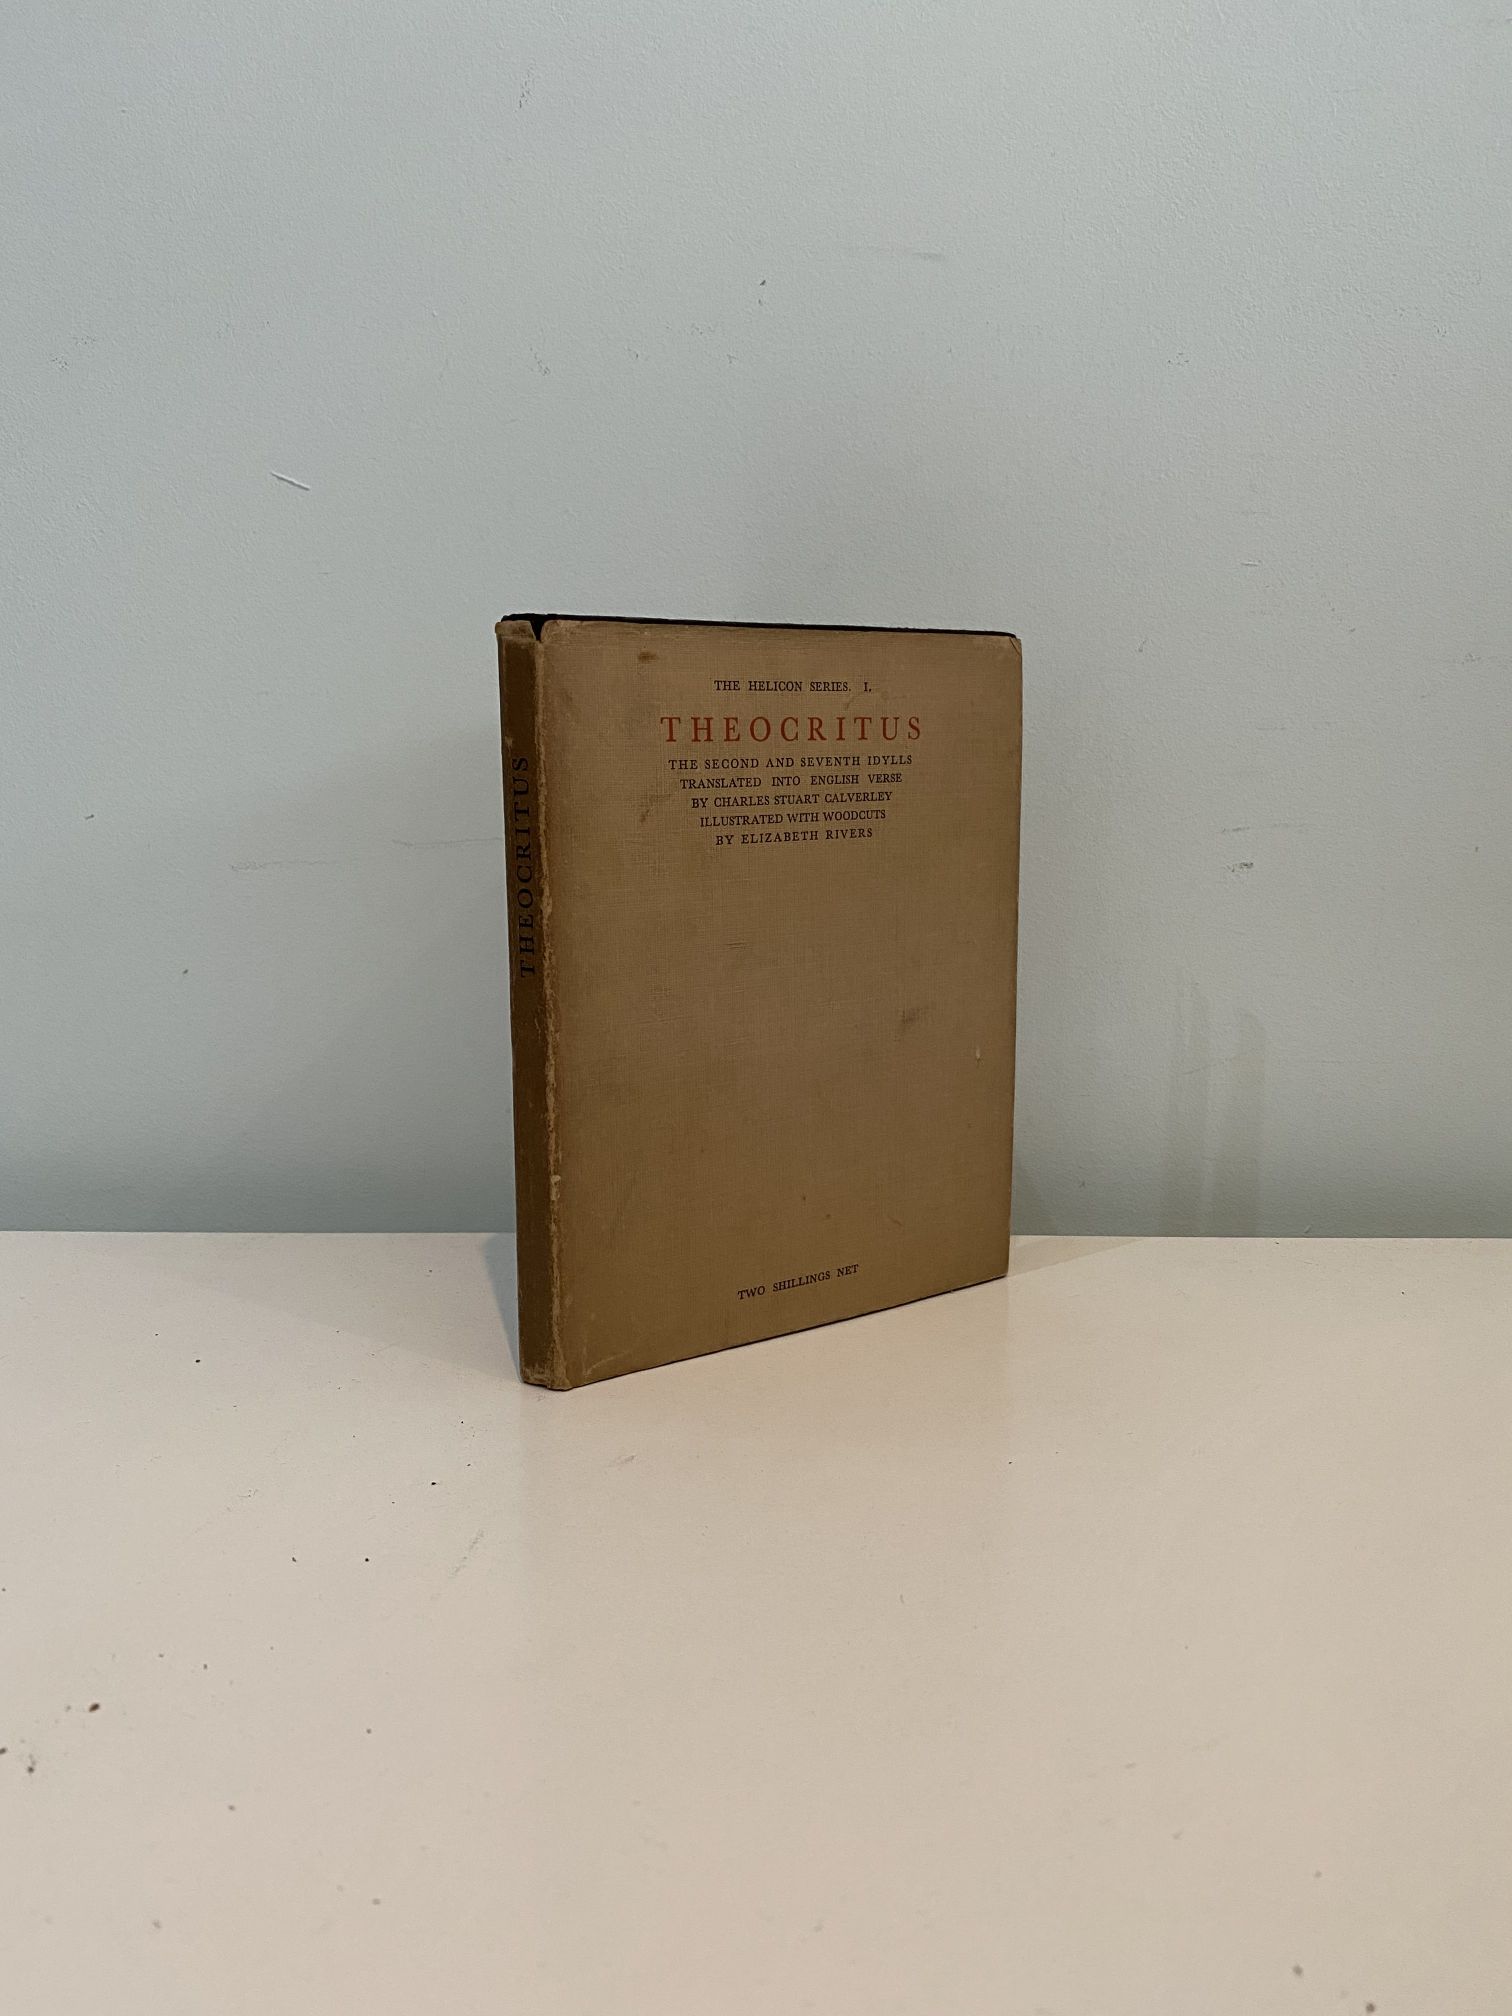 THE HELICON SERIES. I.
THEOCRITUS
THE SECOND AND SEVENTH IDYLLS
TRANSLATED INTO ENGLISH VERSE
BY CHARLES STUART CALVERLEY
ILLUSTRATED WITH WOODCUTS
BY ELIZABETH RIVERS
TWO SHILLINGS NET
THEOCRITUS